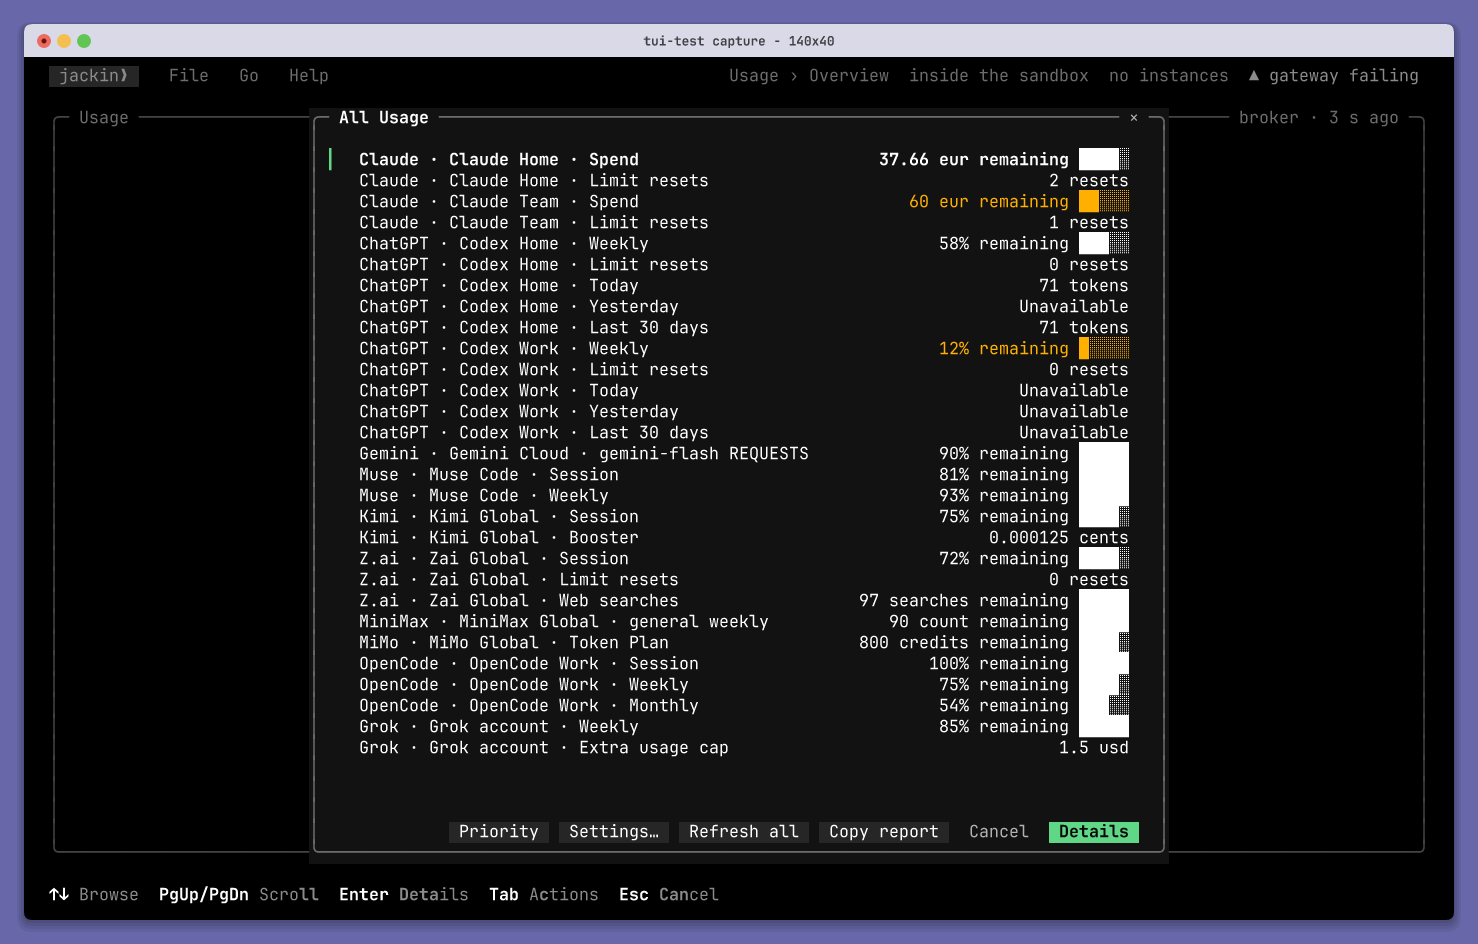 tui-test capture - 140x40
jackin⟩ File Go Help Usage › Overview inside the sandbox no instances ▲ gateway failing
Usage All Usage × broker · 3 s ago
Claude · Claude Home · Spend 37.66 eur remaining
Claude · Claude Home · Limit resets 2 resets
Claude · Claude Team · Spend 60 eur remaining
Claude · Claude Team · Limit resets 1 resets
ChatGPT · Codex Home · Weekly 58% remaining
ChatGPT · Codex Home · Limit resets 0 resets
ChatGPT · Codex Home · Today 71 tokens
ChatGPT · Codex Home · Yesterday Unavailable
ChatGPT · Codex Home · Last 30 days 71 tokens
ChatGPT · Codex Work · Weekly 12% remaining
ChatGPT · Codex Work · Limit resets 0 resets
ChatGPT · Codex Work · Today Unavailable
ChatGPT · Codex Work · Yesterday Unavailable
ChatGPT · Codex Work · Last 30 days Unavailable
Gemini · Gemini Cloud · gemini-flash REQUESTS 90% remaining
Muse · Muse Code · Session 81% remaining
Muse · Muse Code · Weekly 93% remaining
Kimi · Kimi Global · Session 75% remaining
Kimi · Kimi Global · Booster 0.000125 cents
Z.ai · Zai Global · Session 72% remaining
Z.ai · Zai Global · Limit resets 0 resets
Z.ai · Zai Global · Web searches 97 searches remaining
MiniMax · MiniMax Global · general weekly 90 count remaining
MiMo · MiMo Global · Token Plan 800 credits remaining
OpenCode · OpenCode Work · Session 100% remaining
OpenCode · OpenCode Work · Weekly 75% remaining
OpenCode · OpenCode Work · Monthly 54% remaining
Grok · Grok account · Weekly 85% remaining
Grok · Grok account · Extra usage cap 1.5 usd
Priority Settings… Refresh all Copy report Cancel Details
↑↓ Browse PgUp/PgDn Scroll Enter Details Tab Actions Esc Cancel